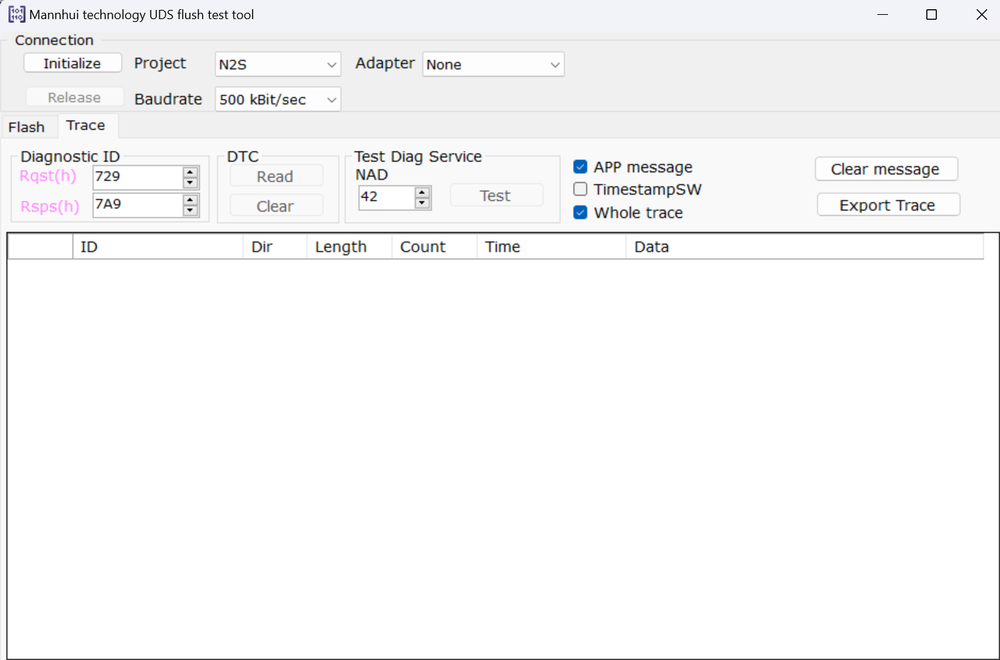 Mannhui technology UDS flush test tool
Connection
Initialize Project N2S Adapter None
Release Baudrate 500 kBit/sec
Flash Trace
Diagnostic ID DTC Test Diag Service
Rqst(h) 729 Read NAD APP message Clear message
Rsps(h) 7A9 Clear 42 Test TimestampSW Export Trace
Whole trace
ID Dir Length Count Time Data